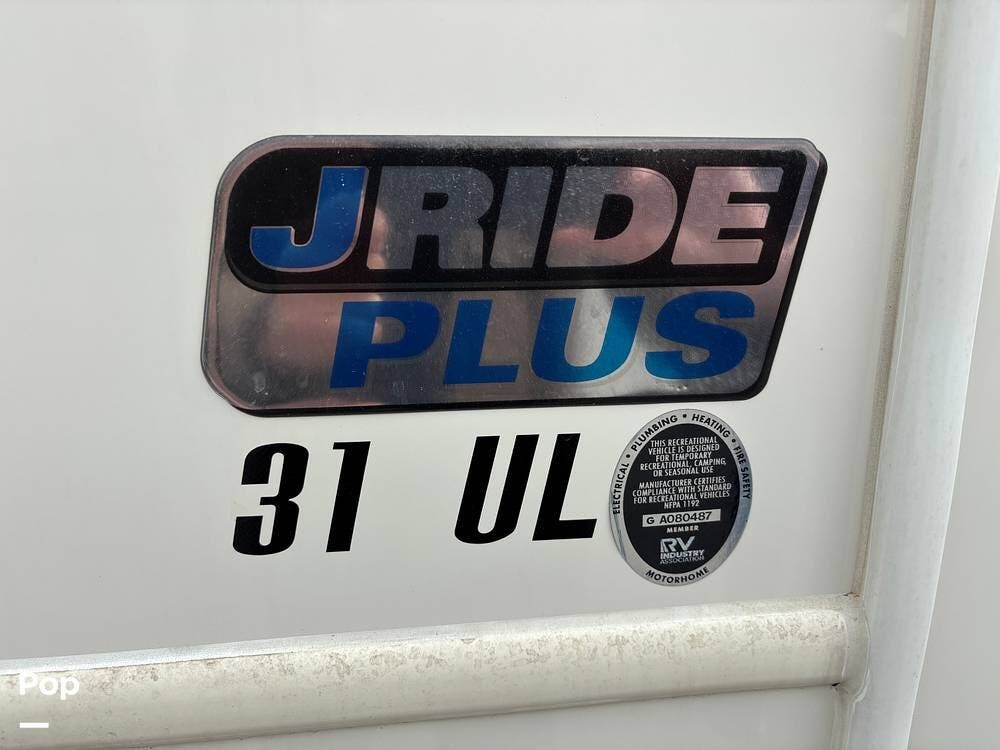 JRIDE
PLUS
31 UL
ELECTRICAL • PLUMBING • HEATING • FIRE SAFETY
THIS RECREATIONAL
VEHICLE IS DESIGNED
FOR TEMPORARY
RECREATIONAL, CAMPING,
OR SEASONAL USE
MANUFACTURER CERTIFIES
COMPLIANCE WITH STANDARD
FOR RECREATIONAL VEHICLES
NFPA 1192
G A080487
MEMBER
RV
INDUSTRY
ASSOCIATION
MOTORHOME
Pop